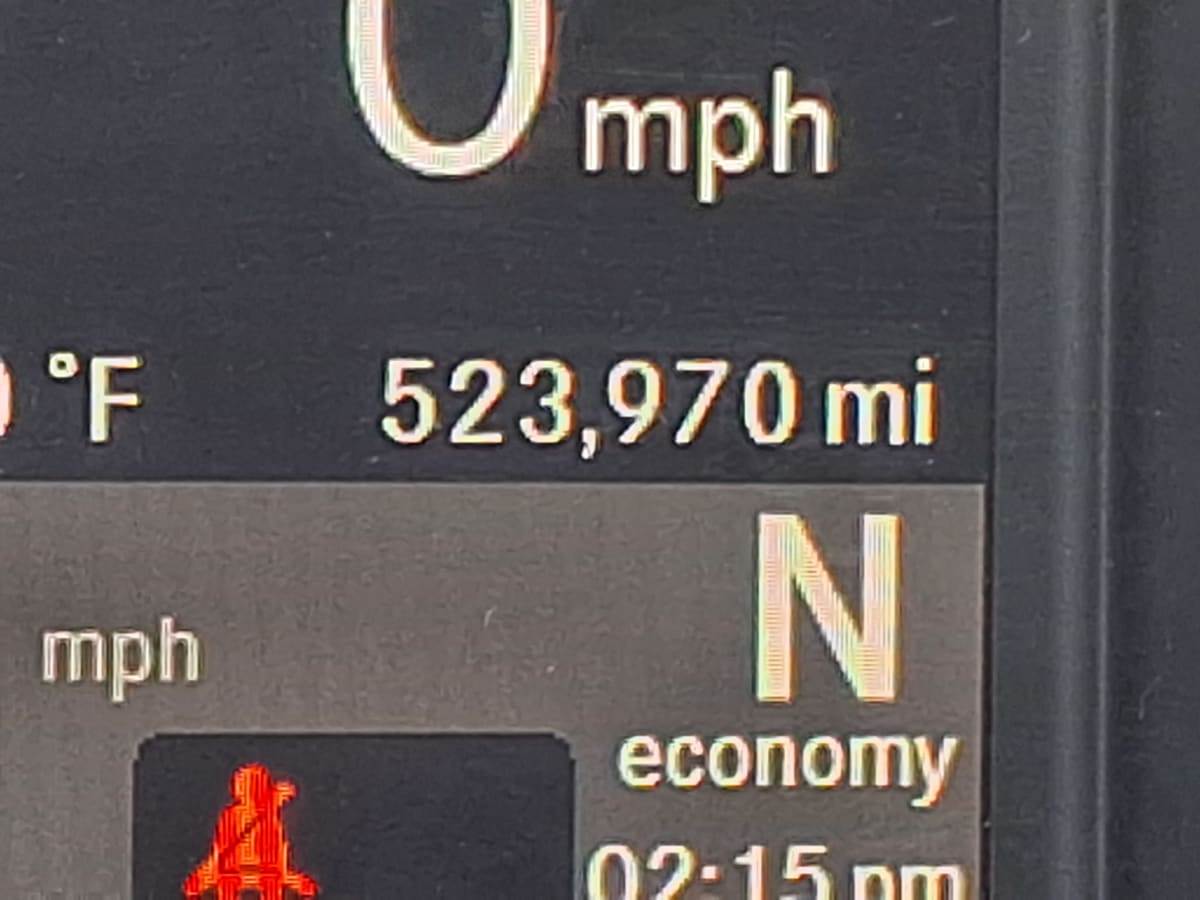 0 mph
°F 523,970 mi
N
mph
economy
02:15 pm